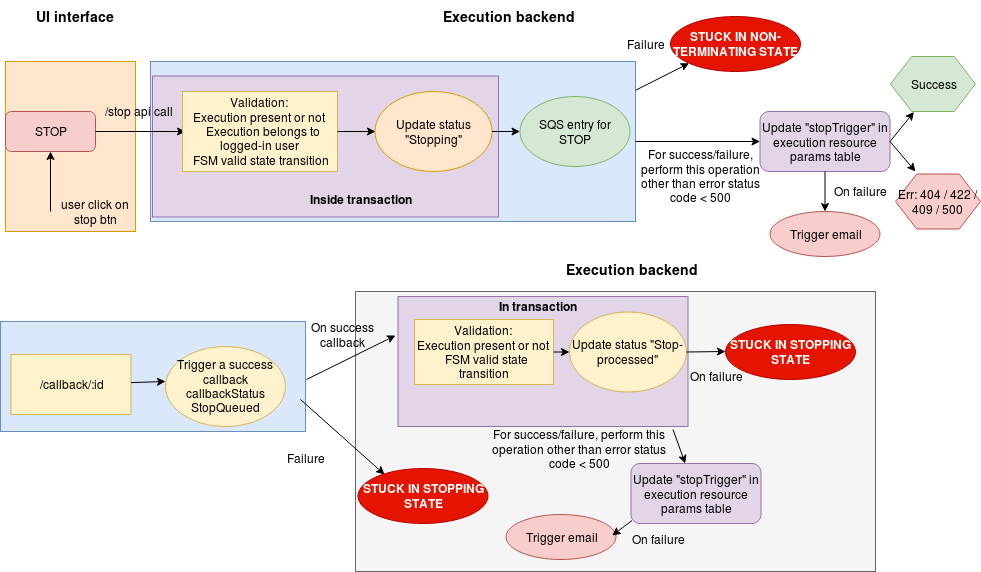 UI interface
Execution backend
STOP
user click on
stop btn
/stop api call
Validation:
Execution present or not
Execution belongs to
logged-in user
FSM valid state transition
Update status
"Stopping"
Inside transaction
SQS entry for
STOP
Failure
STUCK IN NON-
TERMINATING STATE
For success/failure,
perform this operation
other than error status
code < 500
Update "stopTrigger" in
execution resource
params table
Success
Err: 404 / 422 /
409 / 500
On failure
Trigger email
Execution backend
/callback/:id
Trigger a success
callback
callbackStatus
StopQueued
On success
callback
Failure
STUCK IN STOPPING
STATE
In transaction
Validation:
Execution present or not
FSM valid state
transition
Update status "Stop-
processed"
STUCK IN STOPPING
STATE
On failure
For success/failure, perform this
operation other than error status
code < 500
Update "stopTrigger" in
execution resource
params table
On failure
Trigger email